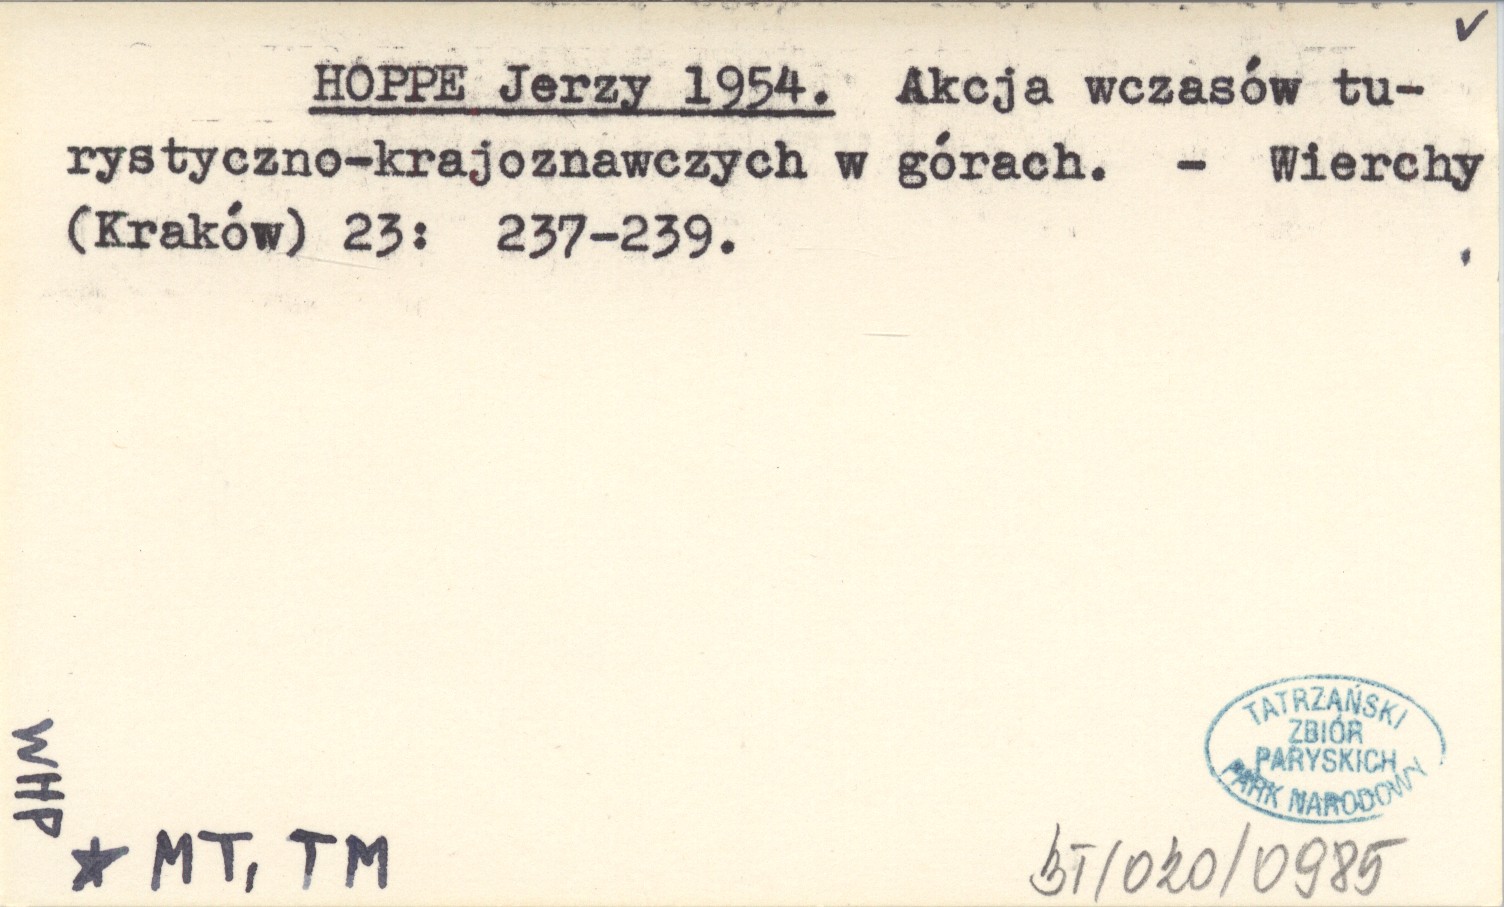 ✓
HOPPE Jerzy 1954. Akcja wczasów tu-
rystyczno-krajoznawczych w górach. - Wierchy
(Kraków) 23: 237-239.
TATRZAŃSKI
ZBIÓR
PARYSKICH
PARK NARODOWY
WHP
* MT, TM
BT/020/0985